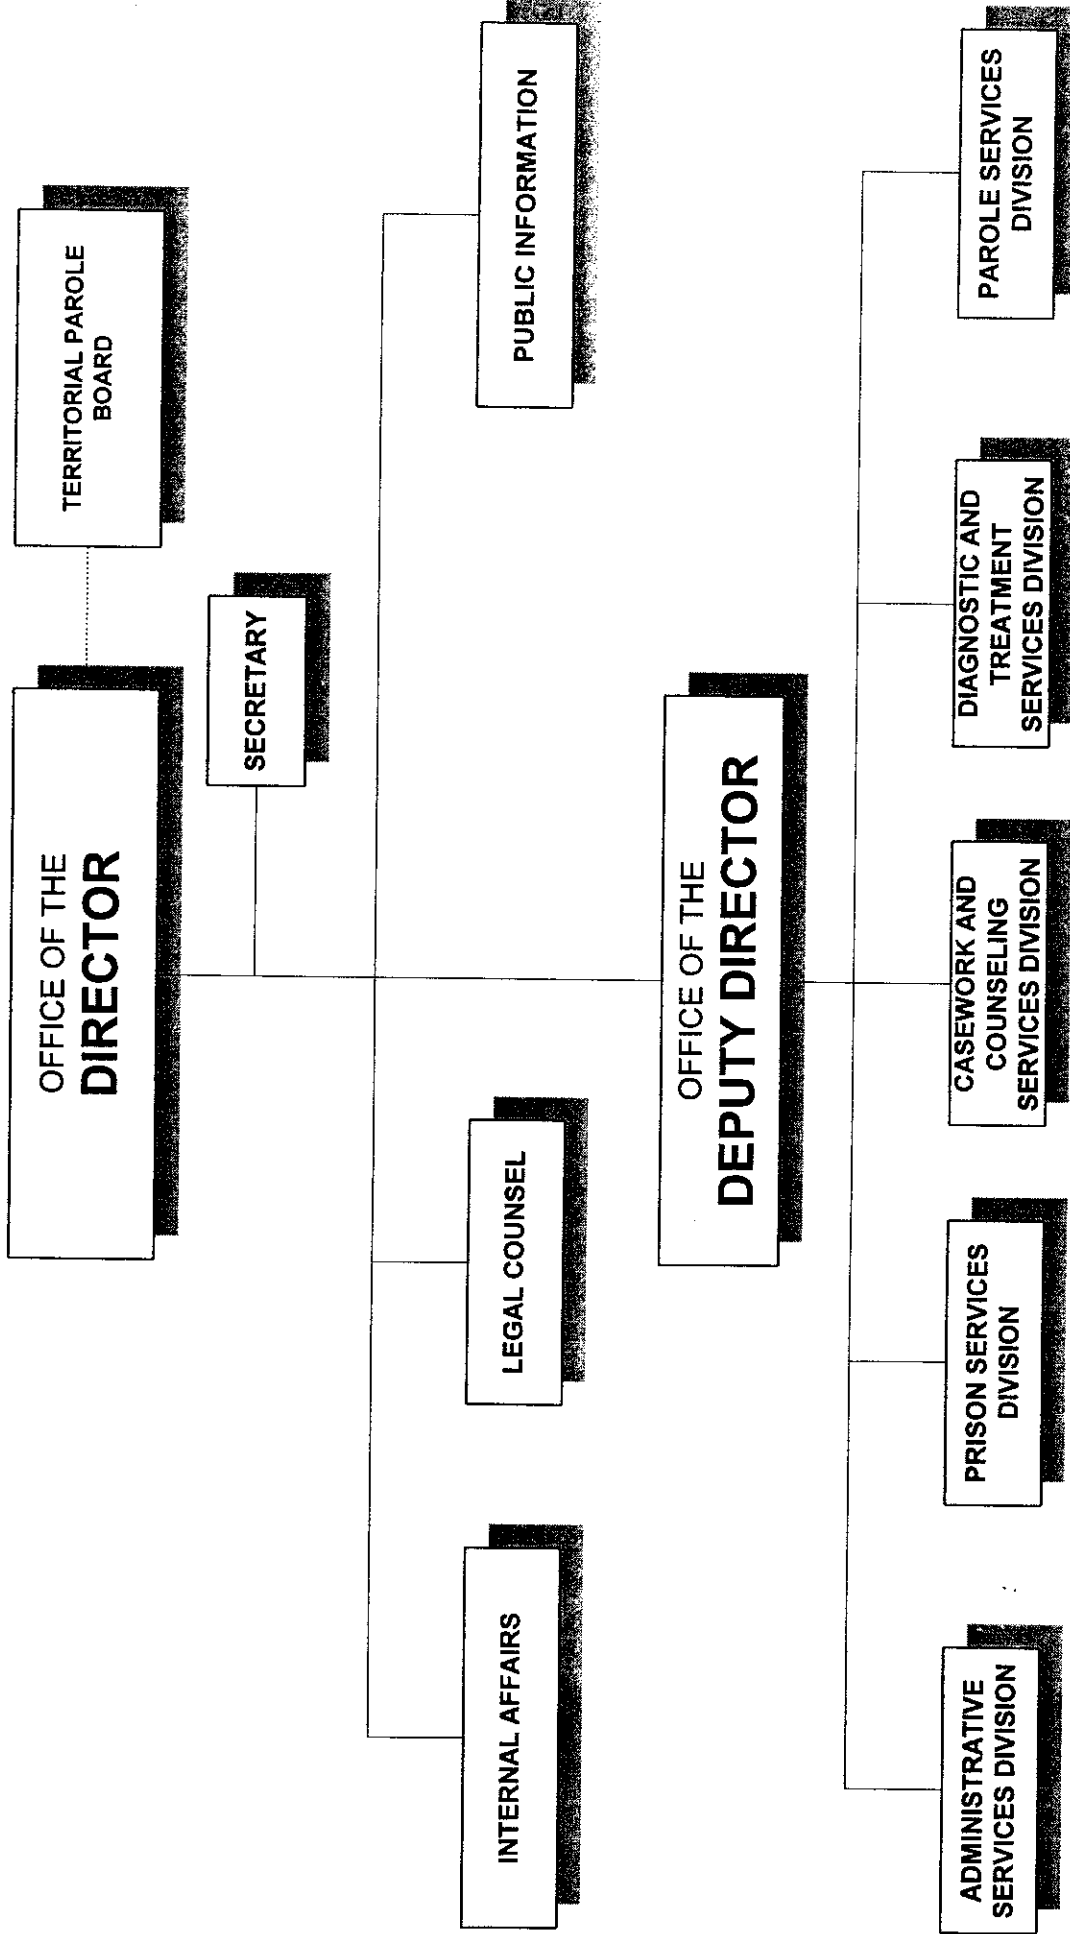 OFFICE OF THE
DIRECTOR
TERRITORIAL PAROLE
BOARD
SECRETARY
INTERNAL AFFAIRS
LEGAL COUNSEL
PUBLIC INFORMATION
OFFICE OF THE
DEPUTY DIRECTOR
ADMINISTRATIVE
SERVICES DIVISION
PRISON SERVICES
DIVISION
CASEWORK AND
COUNSELING
SERVICES DIVISION
DIAGNOSTIC AND
TREATMENT
SERVICES DIVISION
PAROLE SERVICES
DIVISION